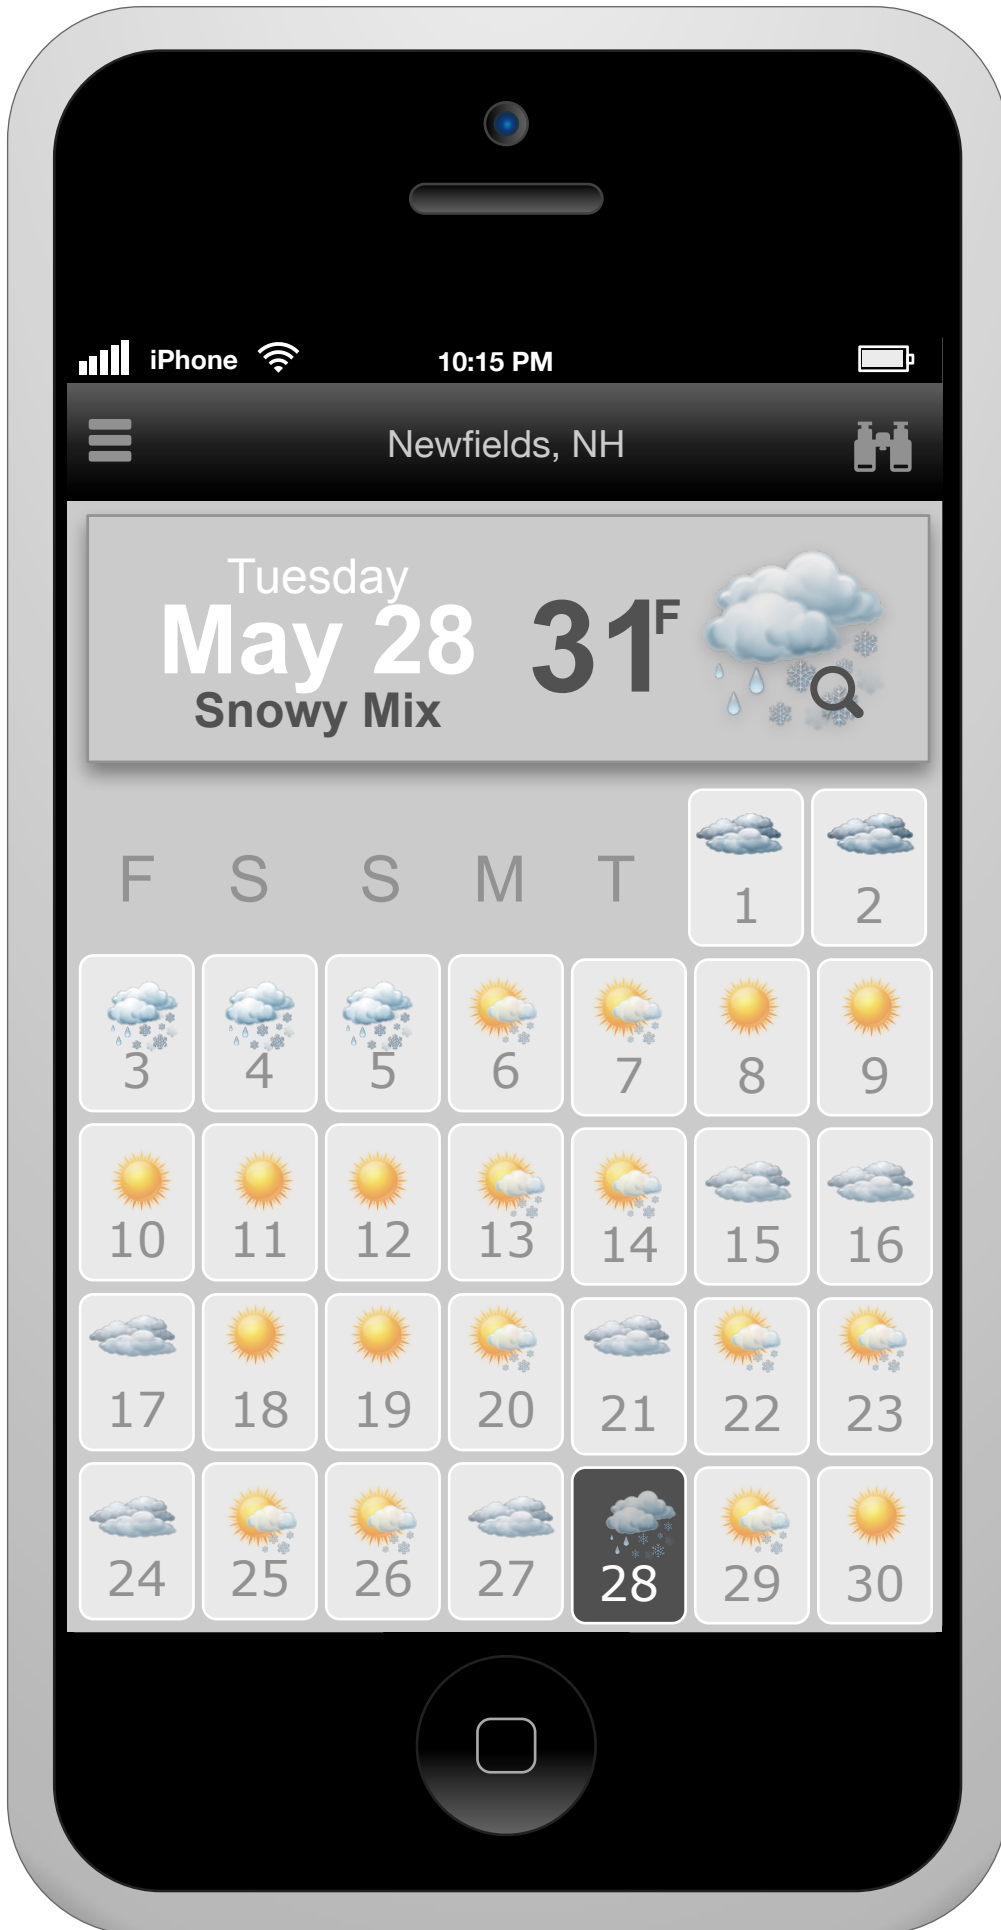 iPhone 10:15 PM
Newfields, NH
Tuesday
May 28
Snowy Mix
31F
F S S M T 1 2
3 4 5 6 7 8 9
10 11 12 13 14 15 16
17 18 19 20 21 22 23
24 25 26 27 28 29 30